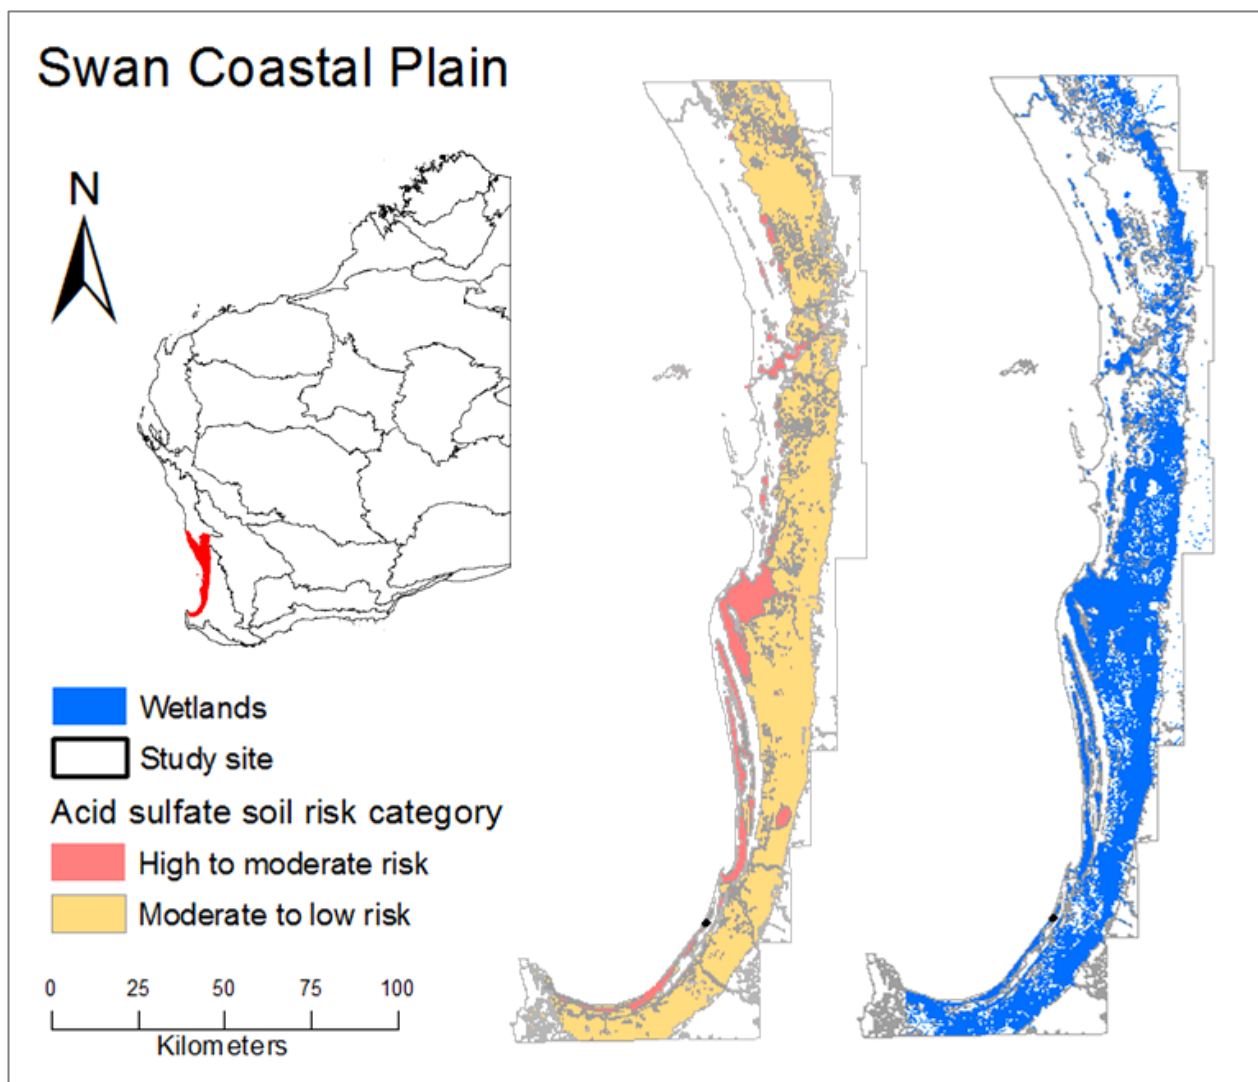 Swan Coastal Plain
N
Wetlands
Study site
Acid sulfate soil risk category
High to moderate risk
Moderate to low risk
0 25 50 75 100
Kilometers